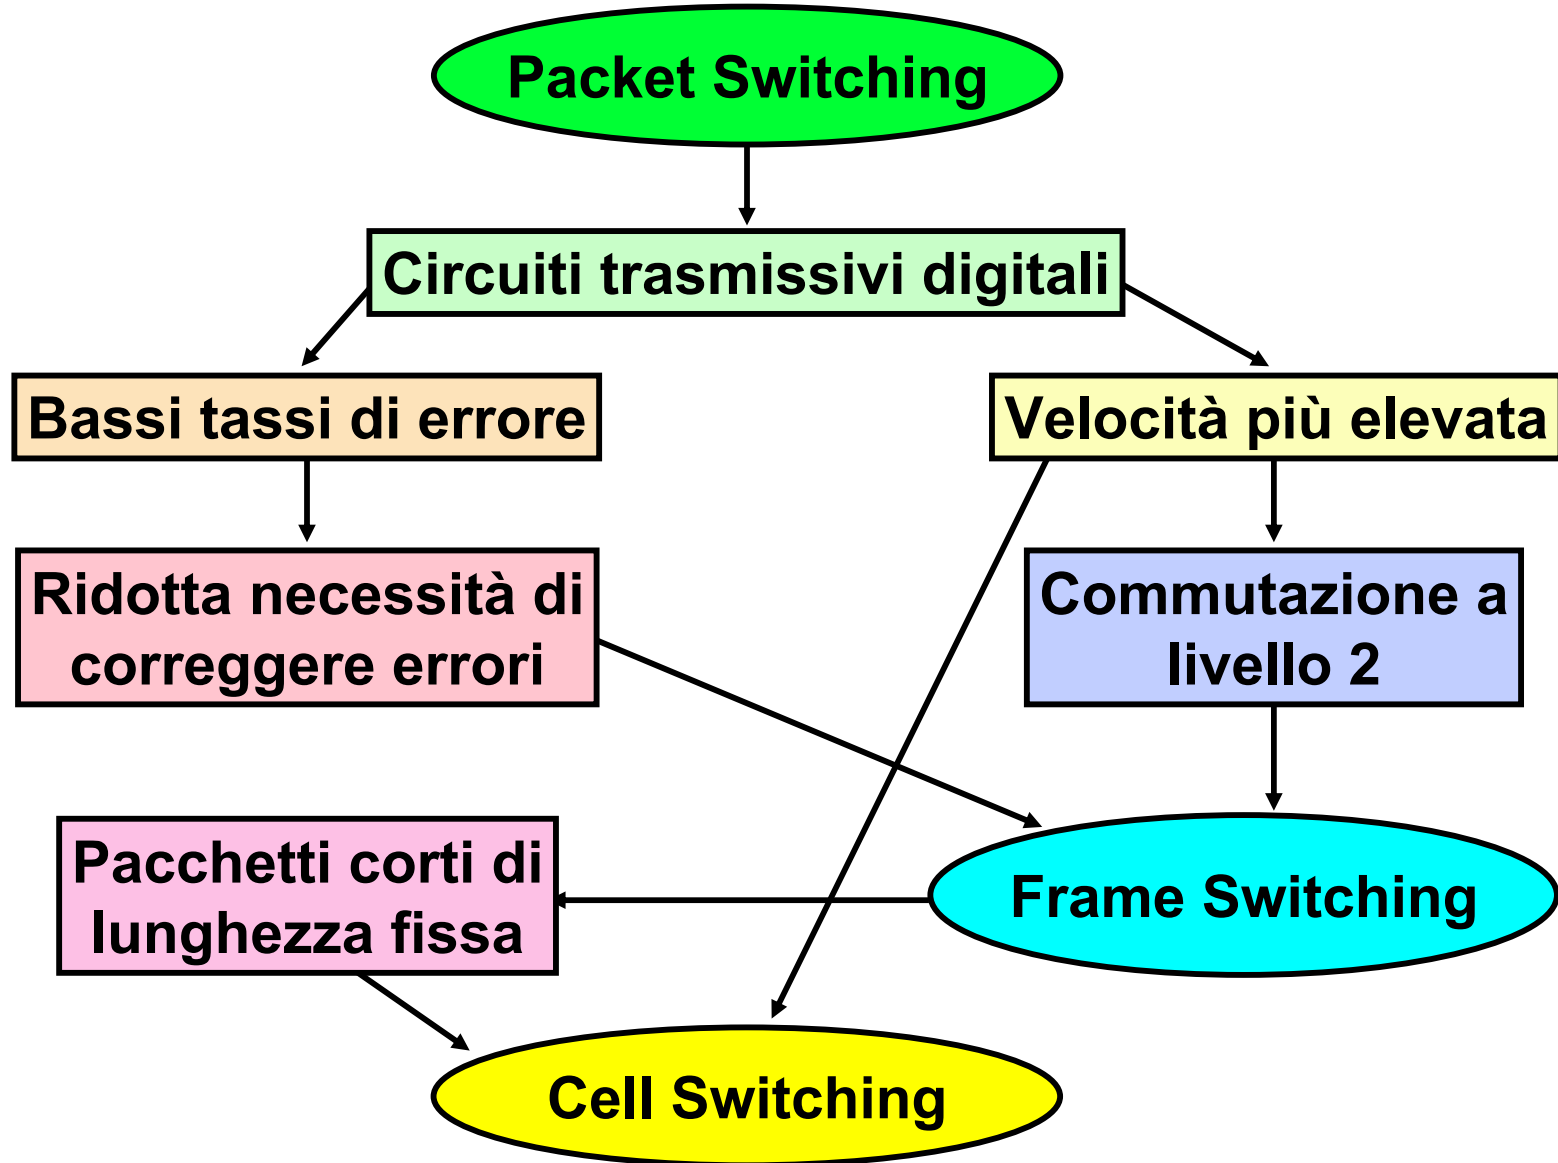 Packet Switching
Circuiti trasmissivi digitali
Bassi tassi di errore
Velocità più elevata
Ridotta necessità di
correggere errori
Commutazione a
livello 2
Pacchetti corti di
lunghezza fissa
Frame Switching
Cell Switching